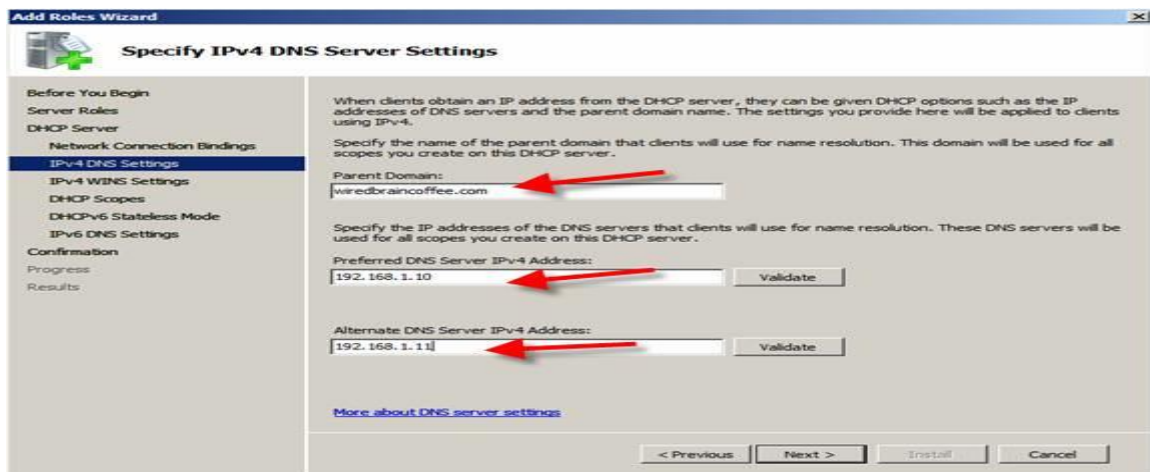 Add Roles Wizard
Specify IPv4 DNS Server Settings
Before You Begin
Server Roles
DHCP Server
Network Connection Bindings
IPv4 DNS Settings
IPv4 WINS Settings
DHCP Scopes
DHCPv6 Stateless Mode
IPv6 DNS Settings
Confirmation
Progress
Results
When clients obtain an IP address from the DHCP server, they can be given DHCP options such as the IP
addresses of DNS servers and the parent domain name. The settings you provide here will be applied to clients
using IPv4.
Specify the name of the parent domain that clients will use for name resolution. This domain will be used for all
scopes you create on this DHCP server.
Parent Domain:
wiredbraincoffee.com
Specify the IP addresses of the DNS servers that clients will use for name resolution. These DNS servers will be
used for all scopes you create on this DHCP server.
Preferred DNS Server IPv4 Address:
192.168.1.10
Validate
Alternate DNS Server IPv4 Address:
192.168.1.11
Validate
More about DNS server settings
< Previous
Next >
Install
Cancel